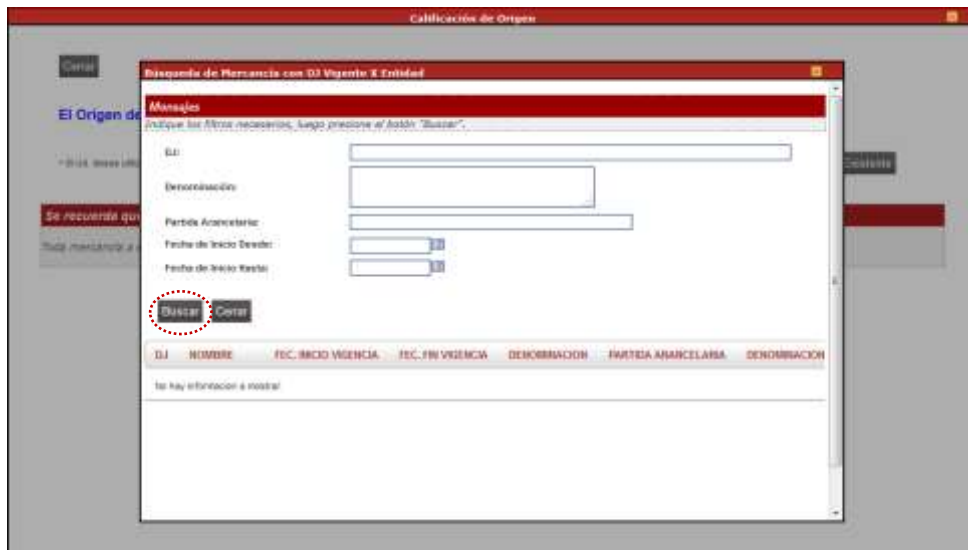 Calificación de Origen
Cerrar
Búsqueda de Mercancía con DJ Vigente X Entidad
El Origen de
Mensajes
Indique los filtros necesarios, luego presione el botón "Buscar".
DJ:
Denominación:
Existente
Se recuerda que
Partida Arancelaria:
Fecha de Inicio Desde:
Toda mercancía a
Fecha de Inicio Hasta:
Buscar Cerrar
DJ NOMBRE FEC. INICIO VIGENCIA FEC. FIN VIGENCIA DENOMINACION PARTIDA ARANCELARIA DENOMINACION
No hay informacion a mostrar